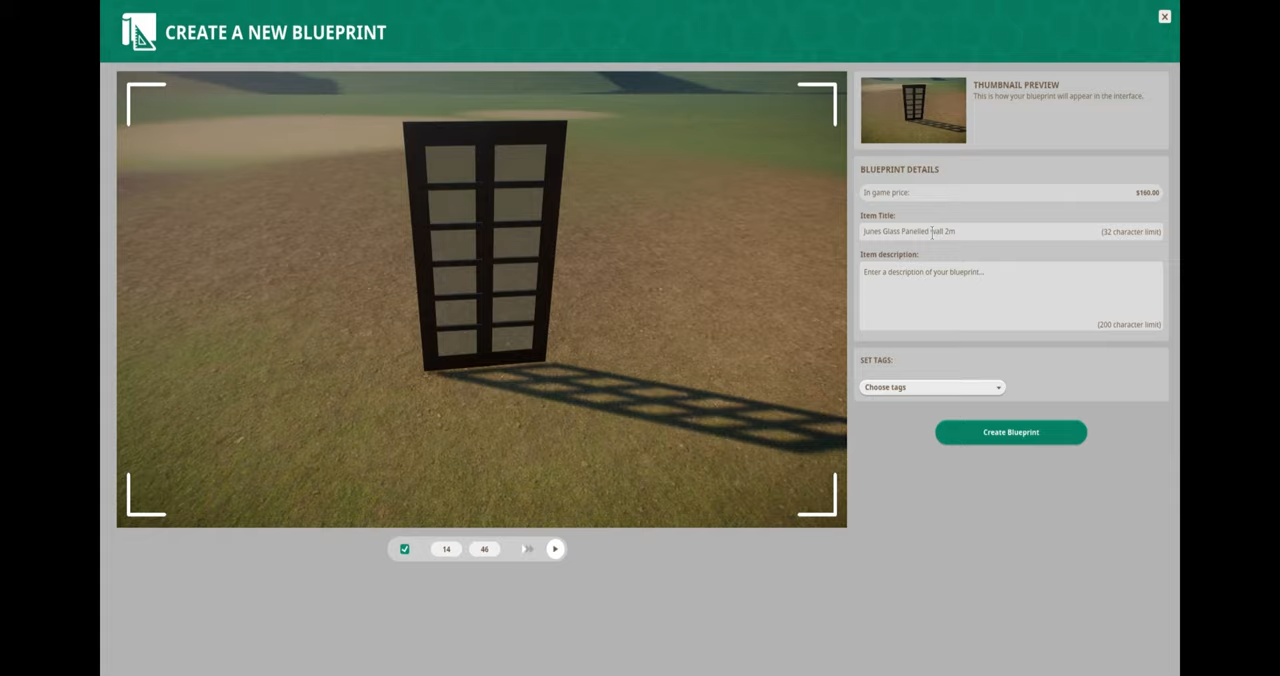 CREATE A NEW BLUEPRINT
THUMBNAIL PREVIEW
This is how your blueprint will appear in the interface.
BLUEPRINT DETAILS
In game price:
$160.00
Item Title:
Junes Glass Panelled wall 2m
(32 character limit)
Item description:
Enter a description of your blueprint...
(200 character limit)
SET TAGS:
Choose tags
Create Blueprint
14
46